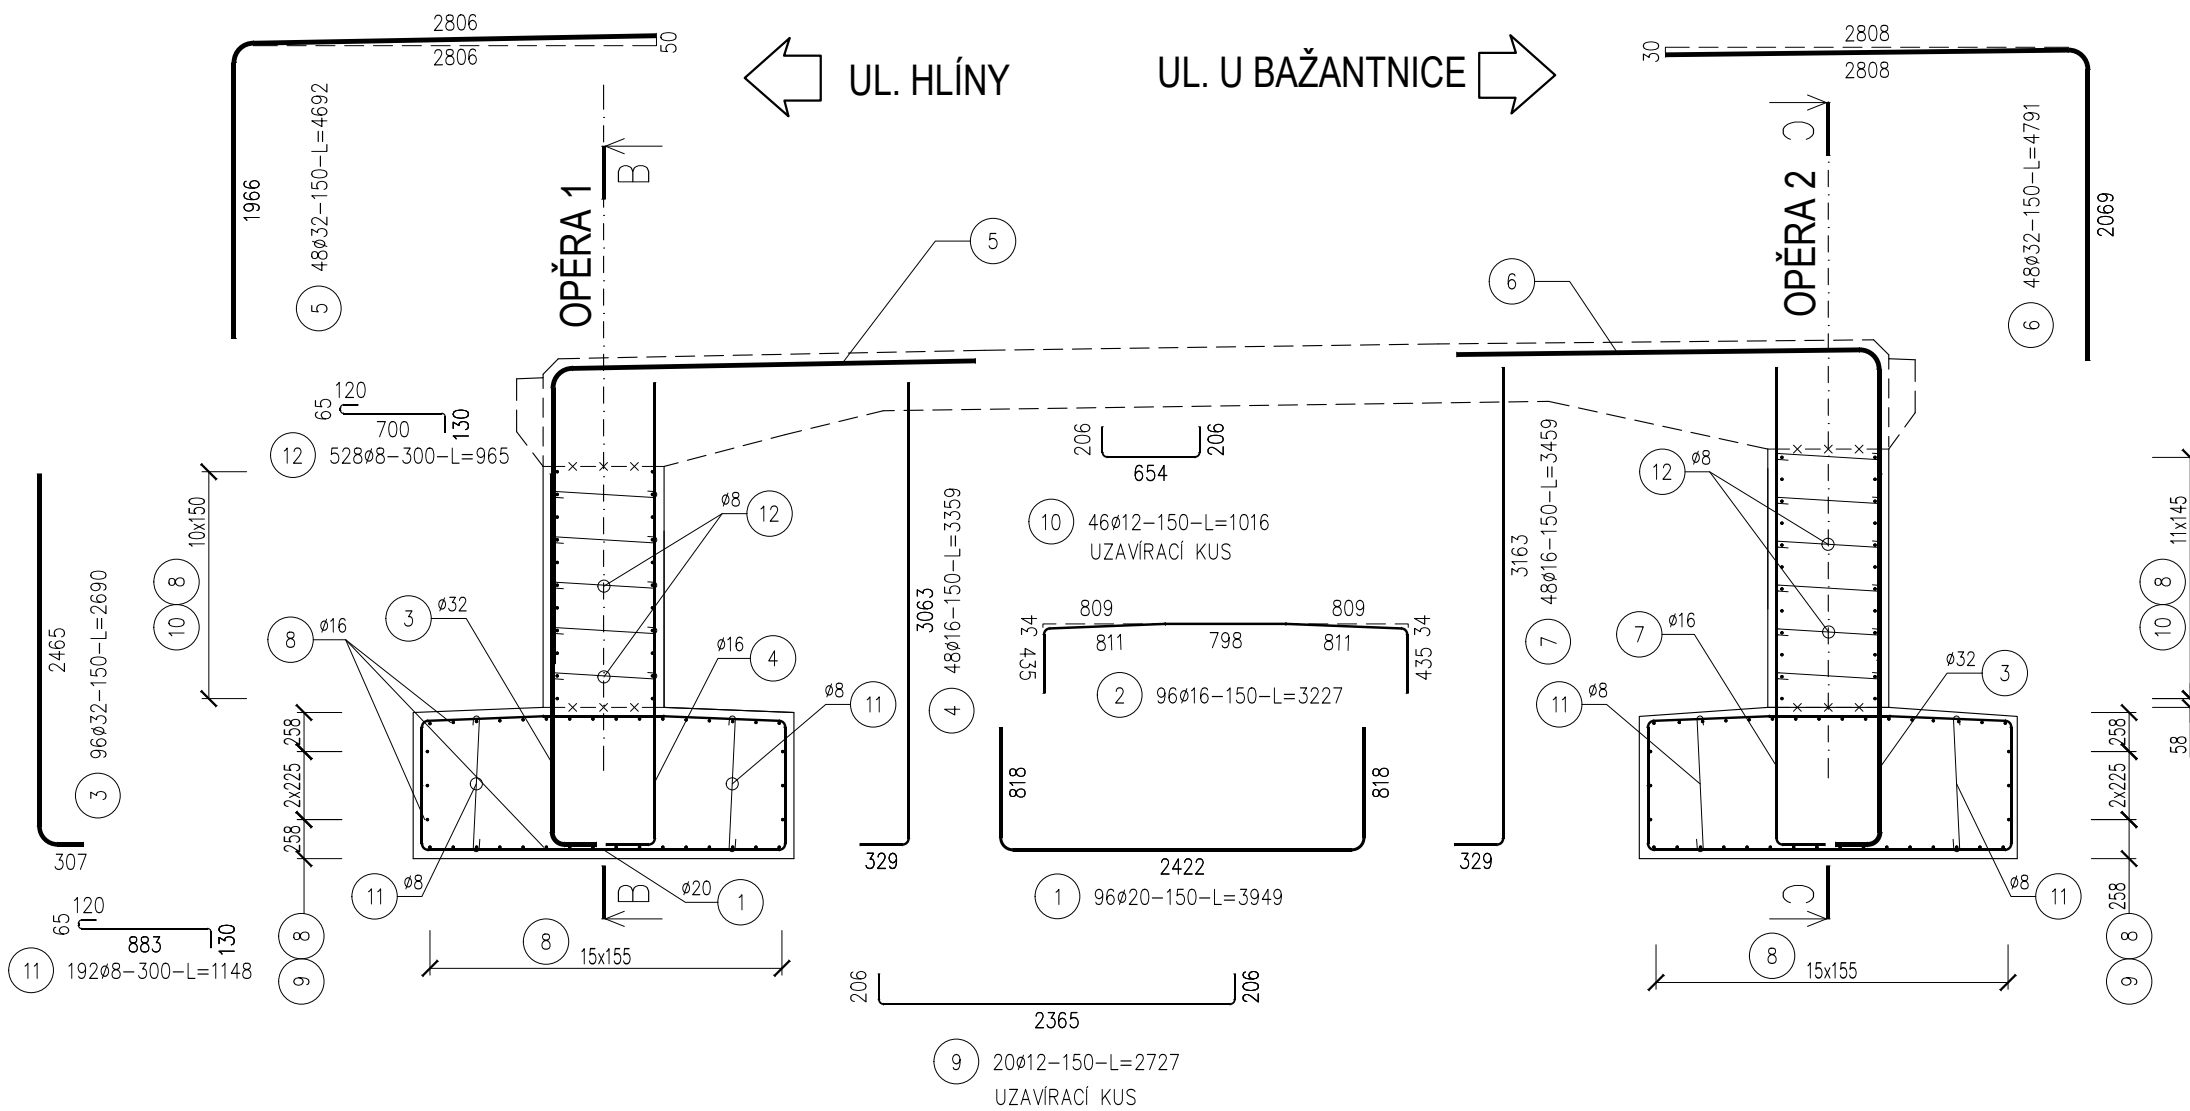 2806
2806
50
1966
48ø32-150-L=4692
5
UL. HLÍNY
UL. U BAŽANTNICE
30
2808
2808
2069
48ø32-150-L=4791
6
OPĚRA 1
B
OPĚRA 2
C
5
6
65
120
700
130
12
528ø8-300-L=965
2465
307
3
96ø32-150-L=2690
10x150
8
10
8
ø16
3
ø32
ø16
4
ø8
12
ø8
11
258
2x225
258
11
ø8
ø20
1
B
8
15x155
8
9
65
120
883
130
11
192ø8-300-L=1148
3063
329
4
48ø16-150-L=3359
206
206
654
10
46ø12-150-L=1016
UZAVÍRACÍ KUS
809
809
34
34
811
798
811
435
435
2
96ø16-150-L=3227
818
818
2422
1
96ø20-150-L=3949
206
206
2365
9
20ø12-150-L=2727
UZAVÍRACÍ KUS
3163
329
7
48ø16-150-L=3459
12
ø8
7
ø16
ø32
3
11
ø8
ø8
11
C
8
15x155
11x145
8
10
58
258
2x225
258
8
9